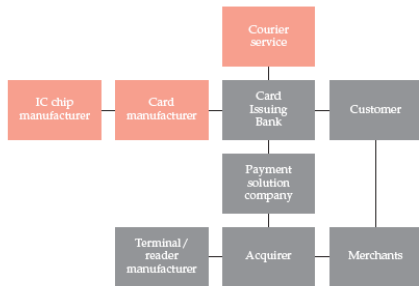 Courier
service
IC chip
manufacturer
Card
manufacturer
Card
Issuing
Bank
Customer
Payment
solution
company
Terminal /
reader
manufacturer
Acquirer
Merchants